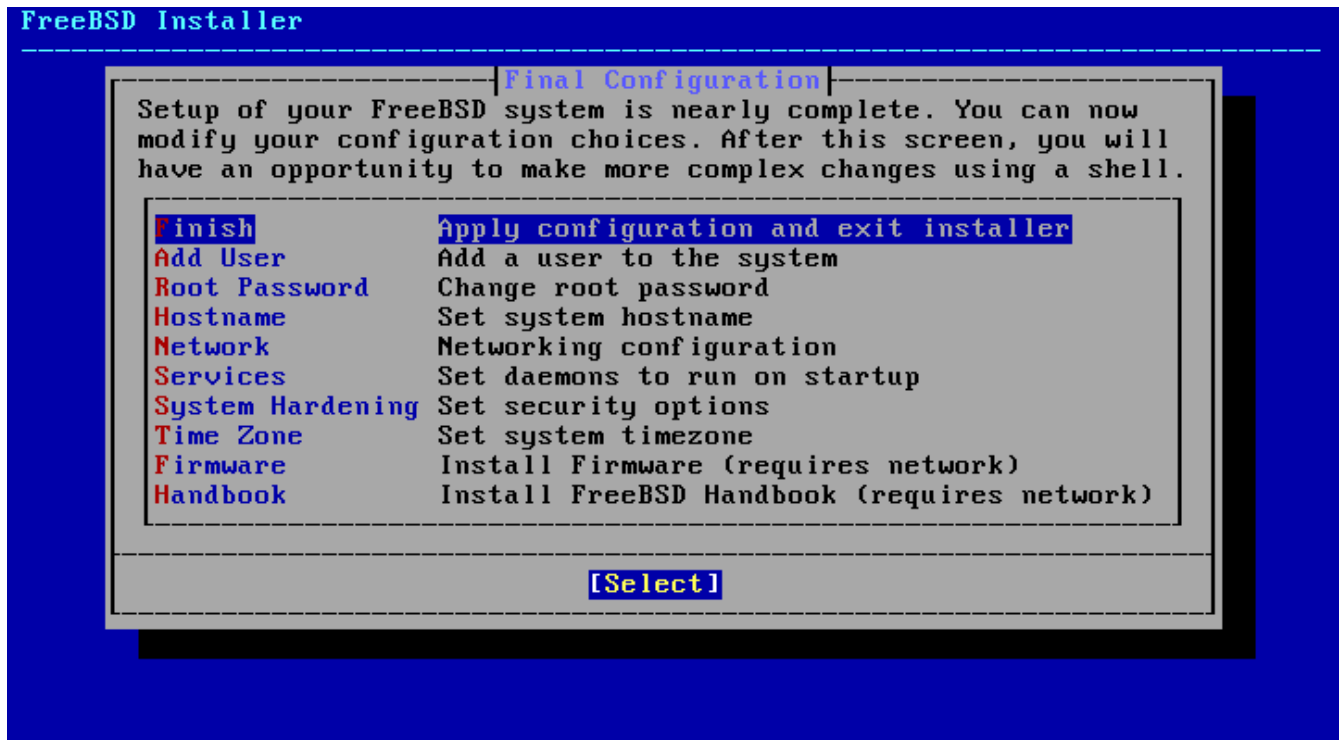 FreeBSD Installer
Final Configuration
Setup of your FreeBSD system is nearly complete. You can now
modify your configuration choices. After this screen, you will
have an opportunity to make more complex changes using a shell.
Finish Apply configuration and exit installer
Add User Add a user to the system
Root Password Change root password
Hostname Set system hostname
Network Networking configuration
Services Set daemons to run on startup
System Hardening Set security options
Time Zone Set system timezone
Firmware Install Firmware (requires network)
Handbook Install FreeBSD Handbook (requires network)
[Select]